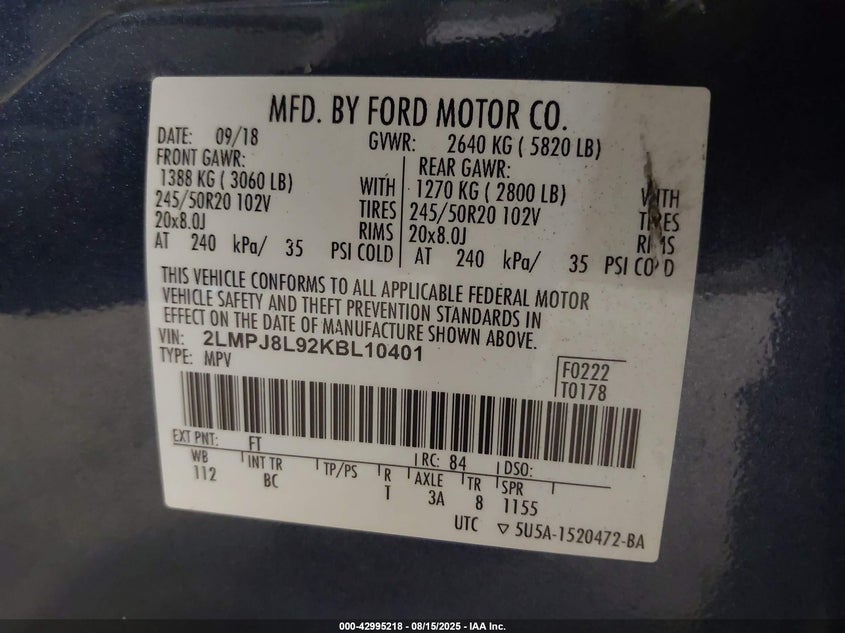 MFD. BY FORD MOTOR CO.
DATE: 09/18 GVWR: 2640 KG ( 5820 LB)
FRONT GAWR: REAR GAWR:
1388 KG ( 3060 LB) WITH 1270 KG ( 2800 LB) WITH
245/50R20 102V TIRES 245/50R20 102V TIRES
20x8.0J RIMS 20x8.0J RIMS
AT 240 kPa/ 35 PSI COLD AT 240 kPa/ 35 PSI COLD
THIS VEHICLE CONFORMS TO ALL APPLICABLE FEDERAL MOTOR
VEHICLE SAFETY AND THEFT PREVENTION STANDARDS IN
EFFECT ON THE DATE OF MANUFACTURE SHOWN ABOVE.
VIN: 2LMPJ8L92KBL10401
TYPE: MPV
F0222
T0178
EXT PNT: FT RC: 84 DSO:
WB INT TR TP/PS R AXLE TR SPR
112 BC T 3A 8 1155
UTC ▽ 5U5A-1520472-BA
000-42995218 - 08/15/2025 - IAA Inc.